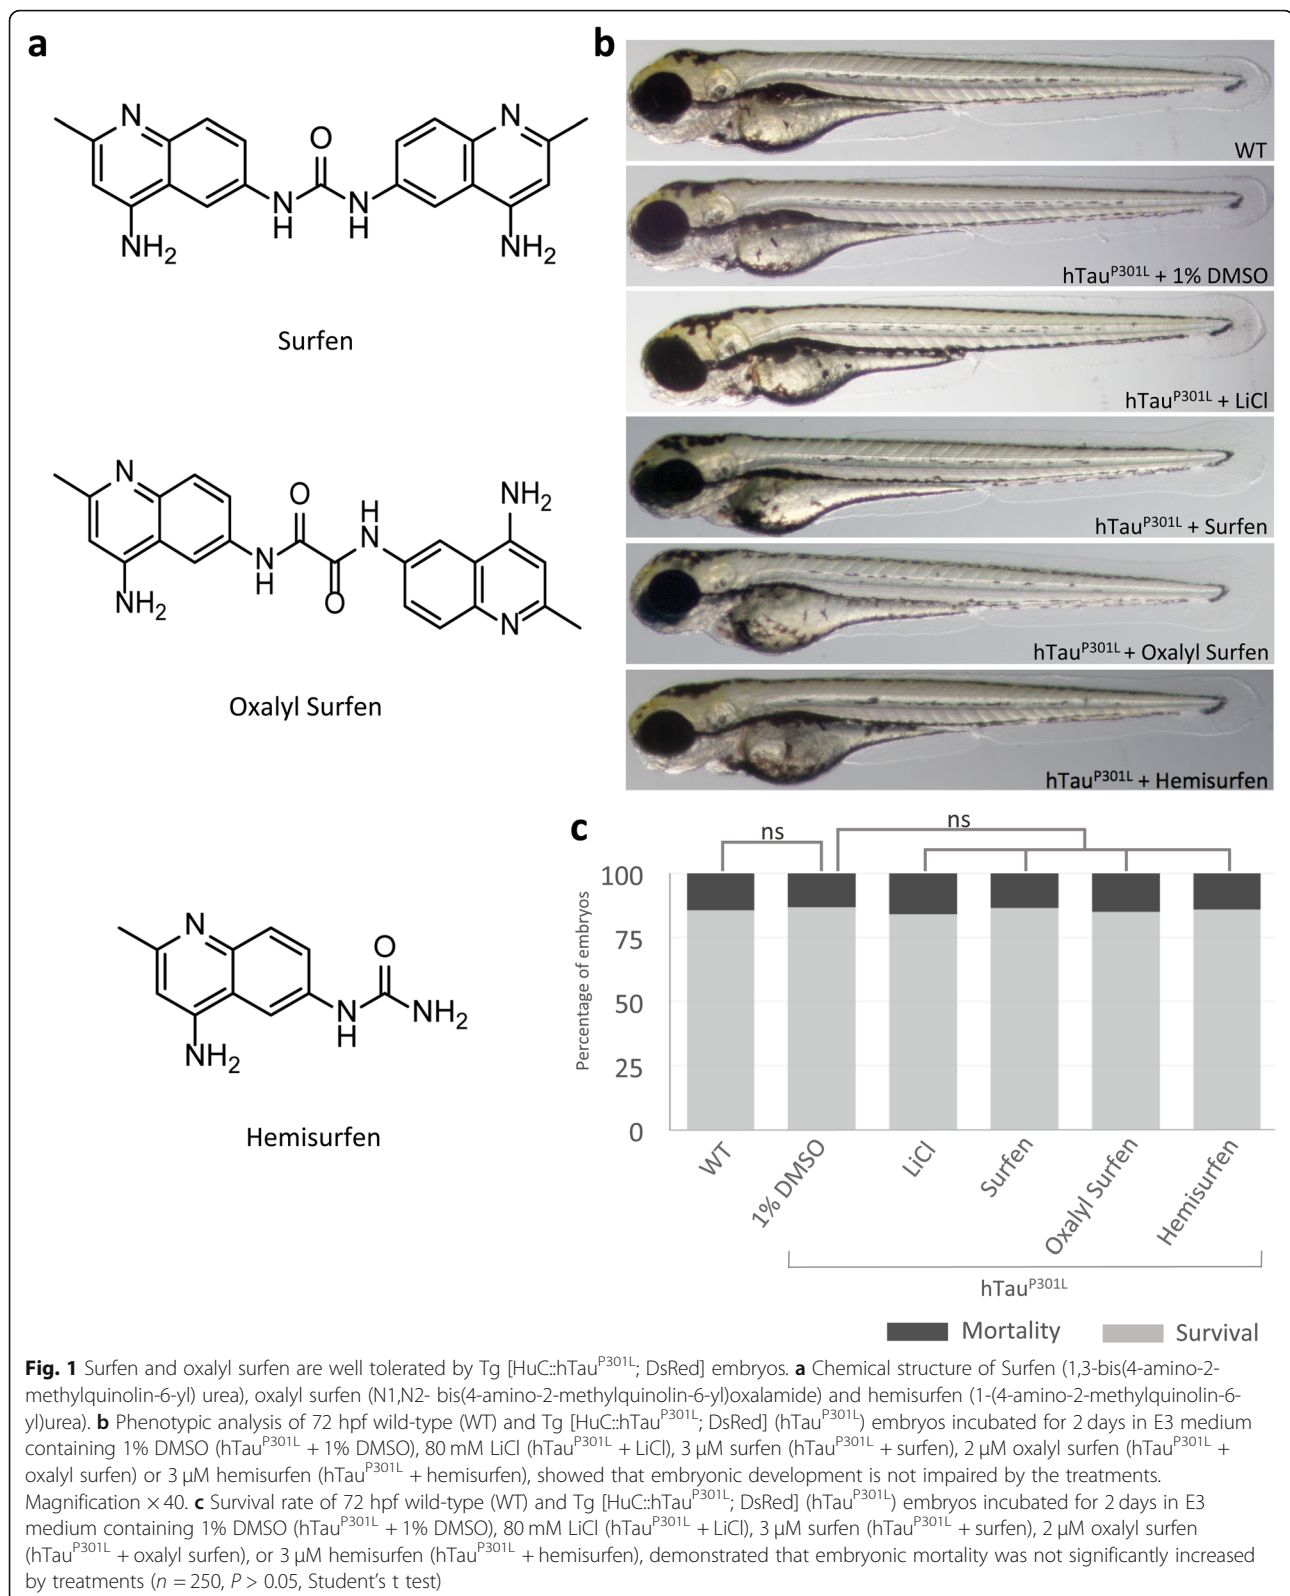 a
N
N
O
N
H
N
H
NH2
NH2
Surfen
N
O
H
N
NH2
N
H
O
NH2
N
Oxalyl Surfen
N
O
N
H
NH2
NH2
Hemisurfen
b
WT
hTauP301L + 1% DMSO
hTauP301L + LiCl
hTauP301L + Surfen
hTauP301L + Oxalyl Surfen
hTauP301L + Hemisurfen
c
ns
ns
Percentage of embryos
100
75
50
25
0
WT
1% DMSO
LiCl
Surfen
Oxalyl Surfen
Hemisurfen
hTauP301L
Mortality
Survival
Fig. 1 Surfen and oxalyl surfen are well tolerated by Tg [HuC::hTauP301L; DsRed] embryos. a Chemical structure of Surfen (1,3-bis(4-amino-2-
methylquinolin-6-yl) urea), oxalyl surfen (N1,N2- bis(4-amino-2-methylquinolin-6-yl)oxalamide) and hemisurfen (1-(4-amino-2-methylquinolin-6-
yl)urea). b Phenotypic analysis of 72 hpf wild-type (WT) and Tg [HuC::hTauP301L; DsRed] (hTauP301L) embryos incubated for 2 days in E3 medium
containing 1% DMSO (hTauP301L + 1% DMSO), 80 mM LiCl (hTauP301L + LiCl), 3 μM surfen (hTauP301L + surfen), 2 μM oxalyl surfen (hTauP301L +
oxalyl surfen) or 3 μM hemisurfen (hTauP301L + hemisurfen), showed that embryonic development is not impaired by the treatments.
Magnification × 40. c Survival rate of 72 hpf wild-type (WT) and Tg [HuC::hTauP301L; DsRed] (hTauP301L) embryos incubated for 2 days in E3
medium containing 1% DMSO (hTauP301L + 1% DMSO), 80 mM LiCl (hTauP301L + LiCl), 3 μM surfen (hTauP301L + surfen), 2 μM oxalyl surfen
(hTauP301L + oxalyl surfen), or 3 μM hemisurfen (hTauP301L + hemisurfen), demonstrated that embryonic mortality was not significantly increased
by treatments (n = 250, P > 0.05, Student's t test)